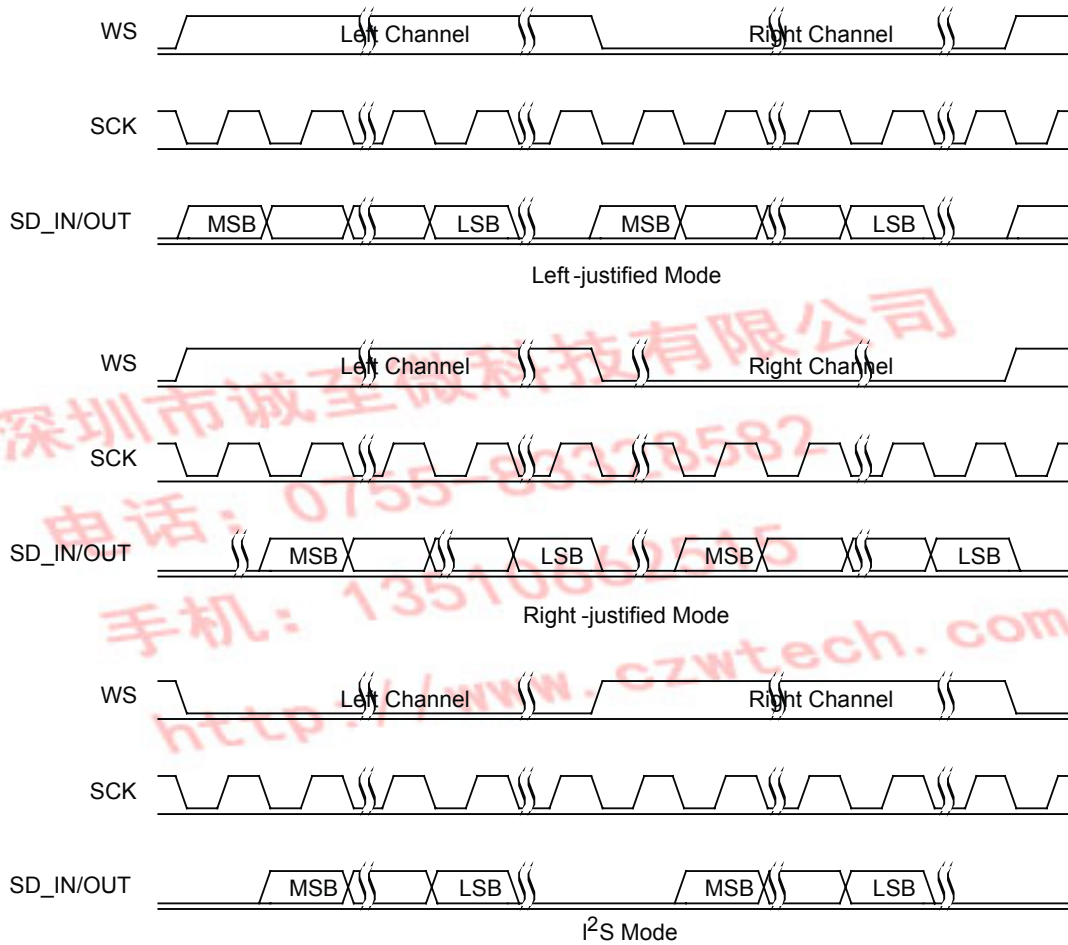 WS Left Channel Right Channel
SCK
SD_IN/OUT MSB LSB MSB LSB
Left-justified Mode
WS Left Channel Right Channel
SCK
SD_IN/OUT MSB LSB MSB LSB
Right-justified Mode
WS Left Channel Right Channel
SCK
SD_IN/OUT MSB LSB MSB LSB
I²S Mode
深圳市诚至微科技有限公司
电话：0755-83328582
手机：13510662515
http://www.czwtech.com